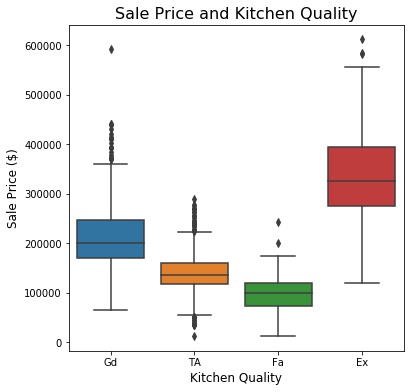 Sale Price and Kitchen Quality
Sale Price ($)
600000
500000
400000
300000
200000
100000
0
Gd TA Fa Ex
Kitchen Quality